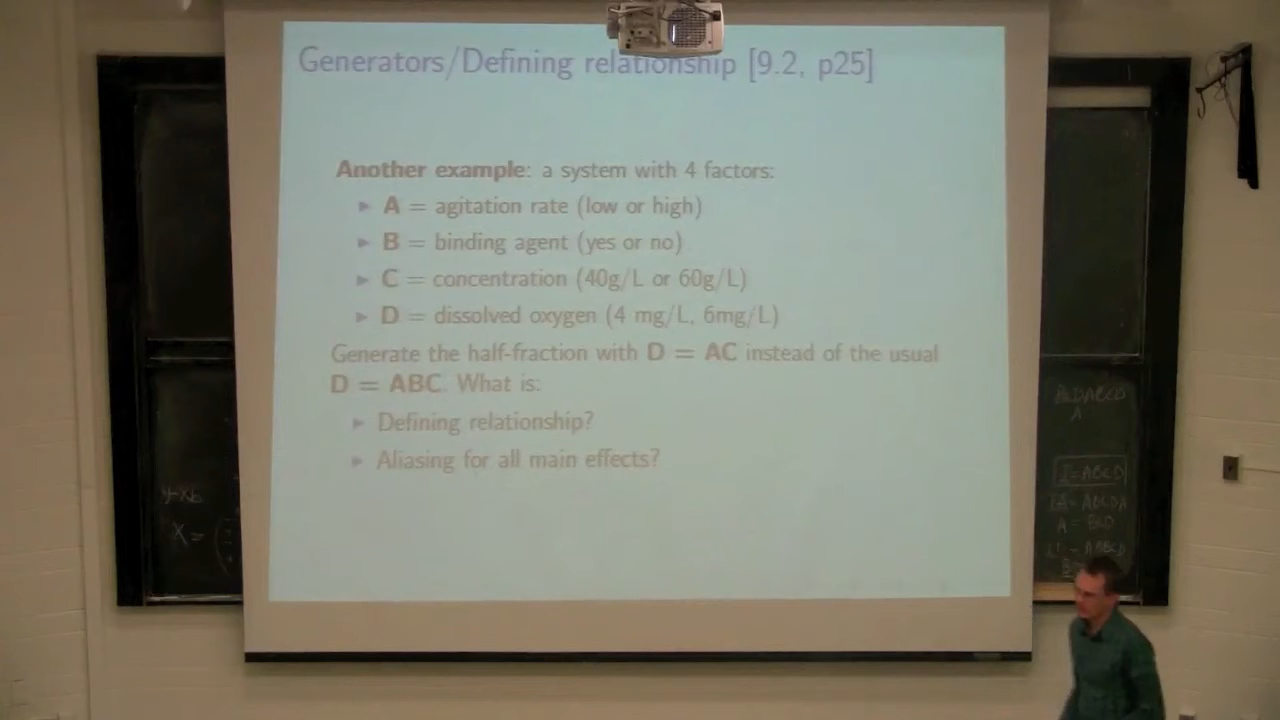 Generators/Defining relationship [9.2, p25]
Another example: a system with 4 factors:
► A = agitation rate (low or high)
► B = binding agent (yes or no)
► C = concentration (40g/L or 60g/L)
► D = dissolved oxygen (4 mg/L, 6mg/L)
Generate the half-fraction with D = AC instead of the usual
D = ABC. What is:
► Defining relationship?
► Aliasing for all main effects?
I=ABCD
A = BCD
X =